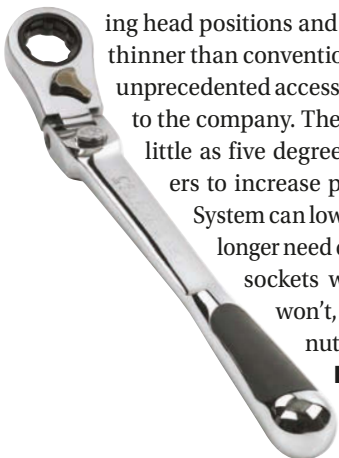 ing head positions and
thinner than conventio
unprecedented access
to the company. The
little as five degree
ers to increase p
System can low
longer need
sockets w
won't,
nut